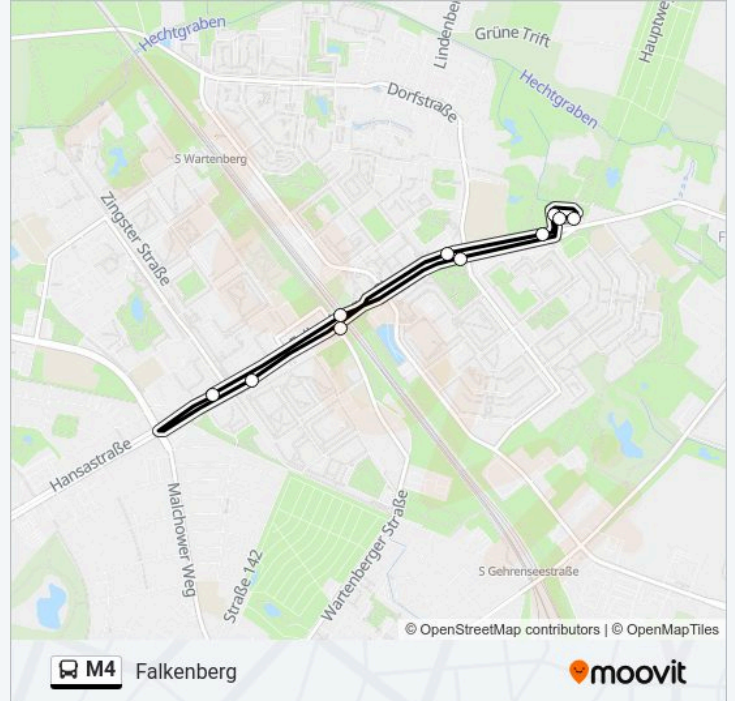 Hechtgraben
Lindenber
Grüne Trift
Hauptwe
Dorfstraße
Hechtgraben
S Wartenberg
Zingster Straße
F
Hansastraße
Malchower Weg
Straße 142
Wartenberger Straße
S Gehrenseestraße
© OpenStreetMap contributors | © OpenMapTiles
M4 Falkenberg
moovit